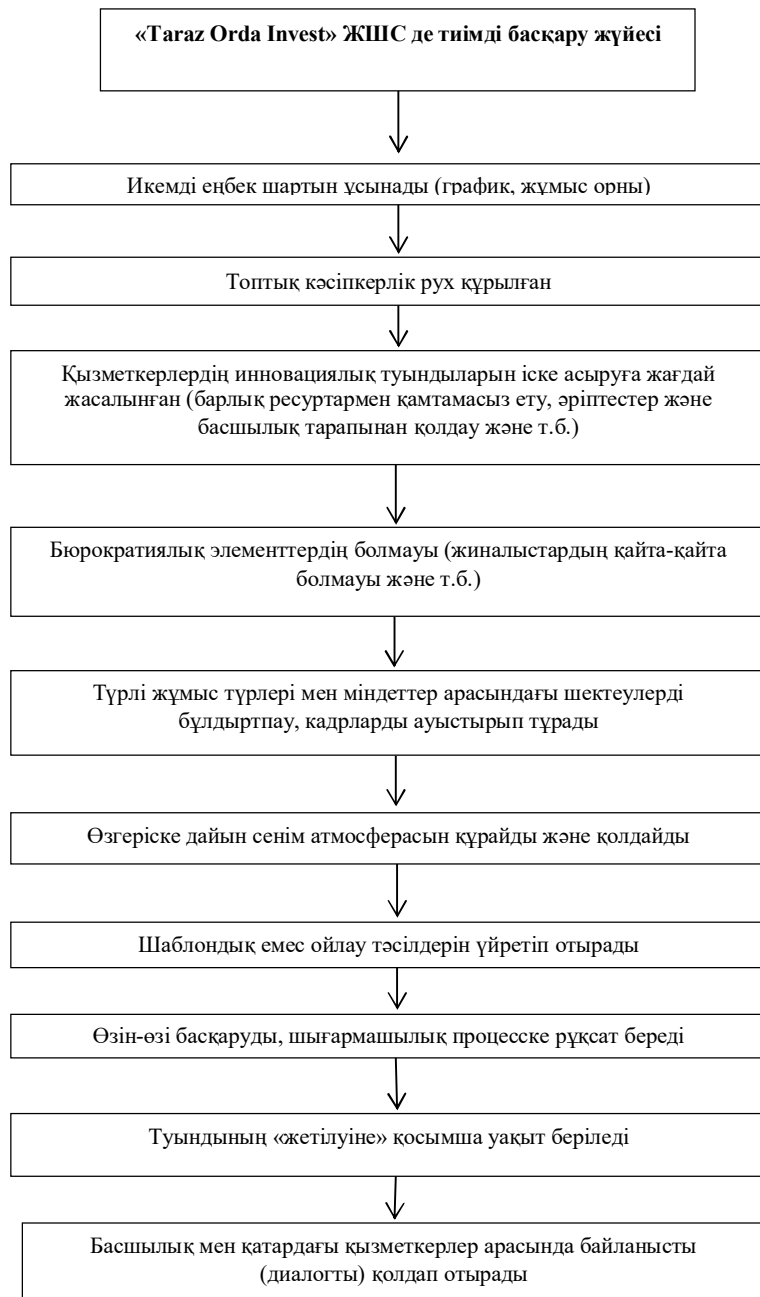 «Taraz Orda Invest» ЖШС де тиімді басқару жүйесі
Икемді еңбек шартын ұсынады (график, жұмыс орны)
Топтық кәсіпкерлік рух құрылған
Қызметкерлердің инновациялық туындыларын іске асыруға жағдай
жасалынған (барлық ресуртармен қамтамасыз ету, әріптестер және
басшылық тарапынан қолдау және т.б.)
Бюрократиялық элементтердің болмауы (жиналыстардың қайта-қайта
болмауы және т.б.)
Түрлі жұмыс түрлері мен міндеттер арасындағы шектеулерді
бұлдыртпау, кадрларды ауыстырып тұрады
Өзгеріске дайын сенім атмосферасын құрайды және қолдайды
Шаблондық емес ойлау тәсілдерін үйретіп отырады
Өзін-өзі басқаруды, шығармашылық процесске рұқсат береді
Туындының «жетілуіне» қосымша уақыт беріледі
Басшылық мен қатардағы қызметкерлер арасында байланысты
(диалогты) қолдап отырады